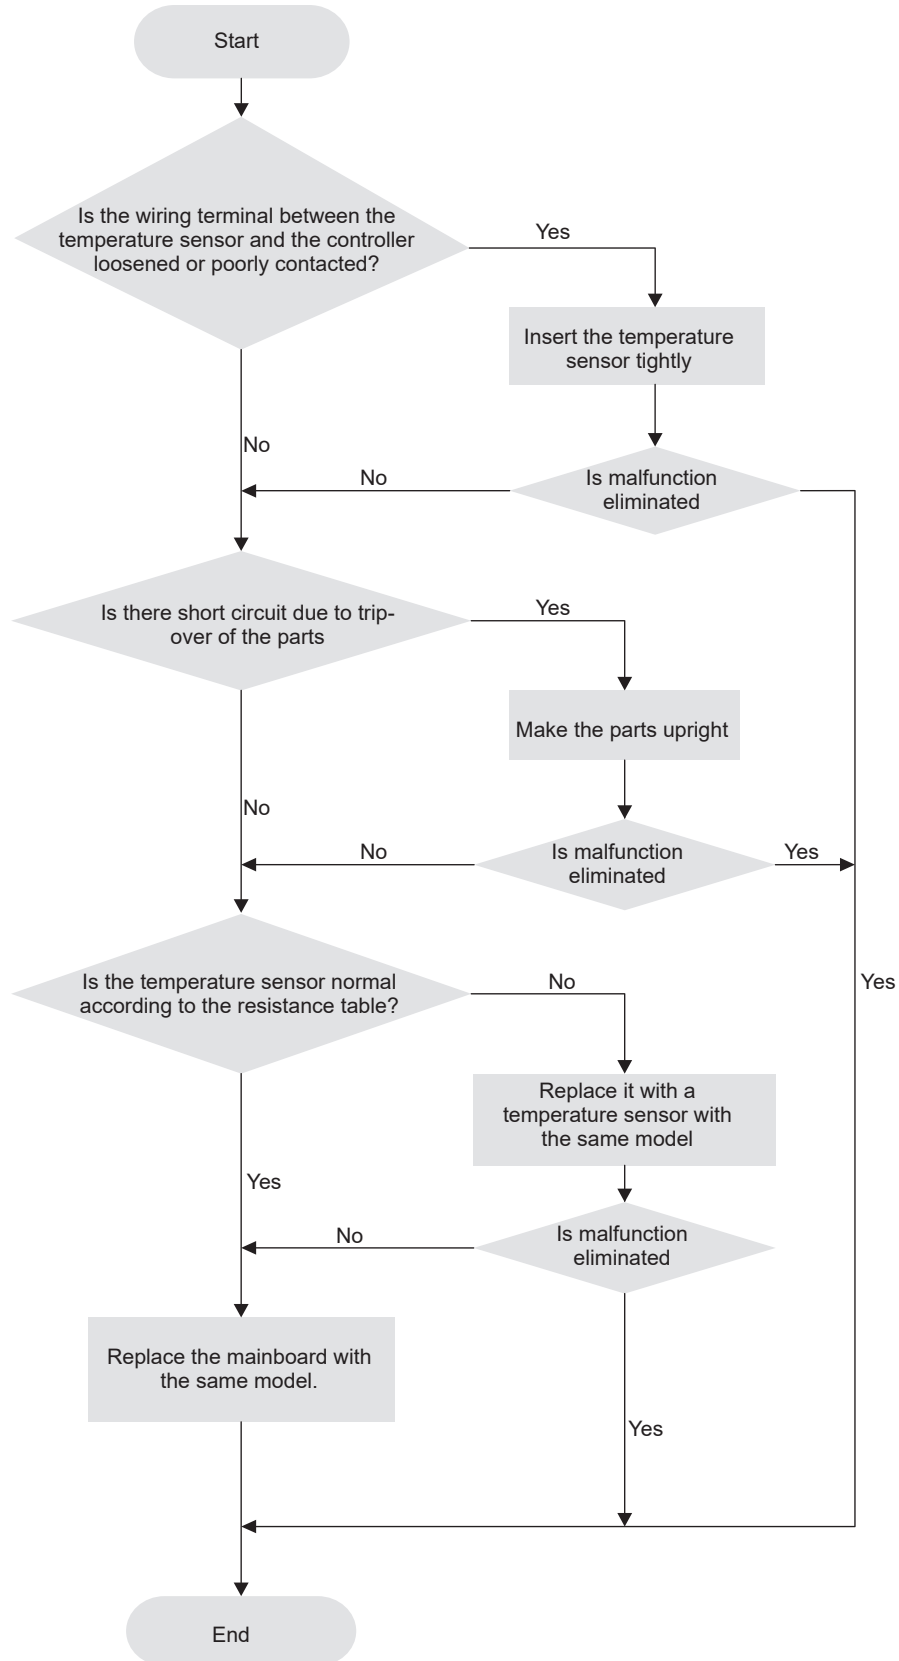 Start
Is the wiring terminal between the
temperature sensor and the controller
loosened or poorly contacted?
Yes
Insert the temperature
sensor tightly
No
No
Is malfunction
eliminated
Is there short circuit due to trip-
over of the parts
Yes
Make the parts upright
No
No
Is malfunction
eliminated
Yes
Is the temperature sensor normal
according to the resistance table?
No
Yes
Replace it with a
temperature sensor with
the same model
Yes
No
Is malfunction
eliminated
Replace the mainboard with
the same model.
Yes
End